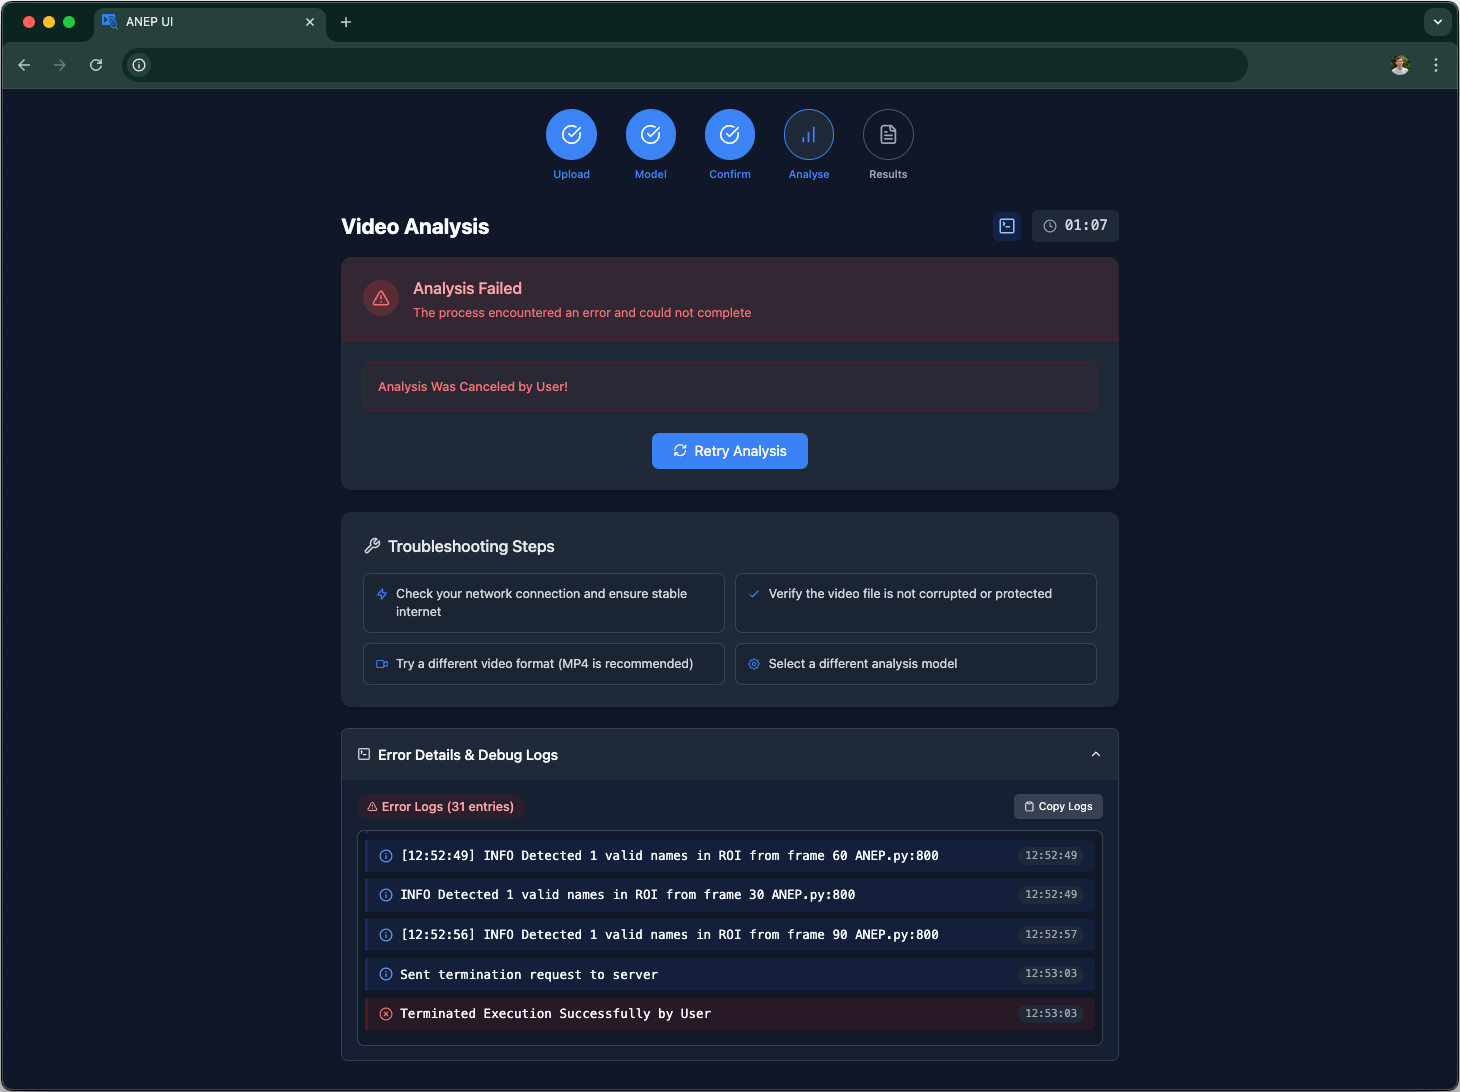 ANEP UI
Upload
Model
Confirm
Analyse
Results
Video Analysis
01:07
Analysis Failed
The process encountered an error and could not complete
Analysis Was Canceled by User!
Retry Analysis
Troubleshooting Steps
Check your network connection and ensure stable
internet
Verify the video file is not corrupted or protected
Try a different video format (MP4 is recommended)
Select a different analysis model
Error Details & Debug Logs
Error Logs (31 entries)
Copy Logs
[12:52:49] INFO Detected 1 valid names in ROI from frame 60 ANEP.py:800
12:52:49
INFO Detected 1 valid names in ROI from frame 30 ANEP.py:800
12:52:49
[12:52:56] INFO Detected 1 valid names in ROI from frame 90 ANEP.py:800
12:52:57
Sent termination request to server
12:53:03
Terminated Execution Successfully by User
12:53:03